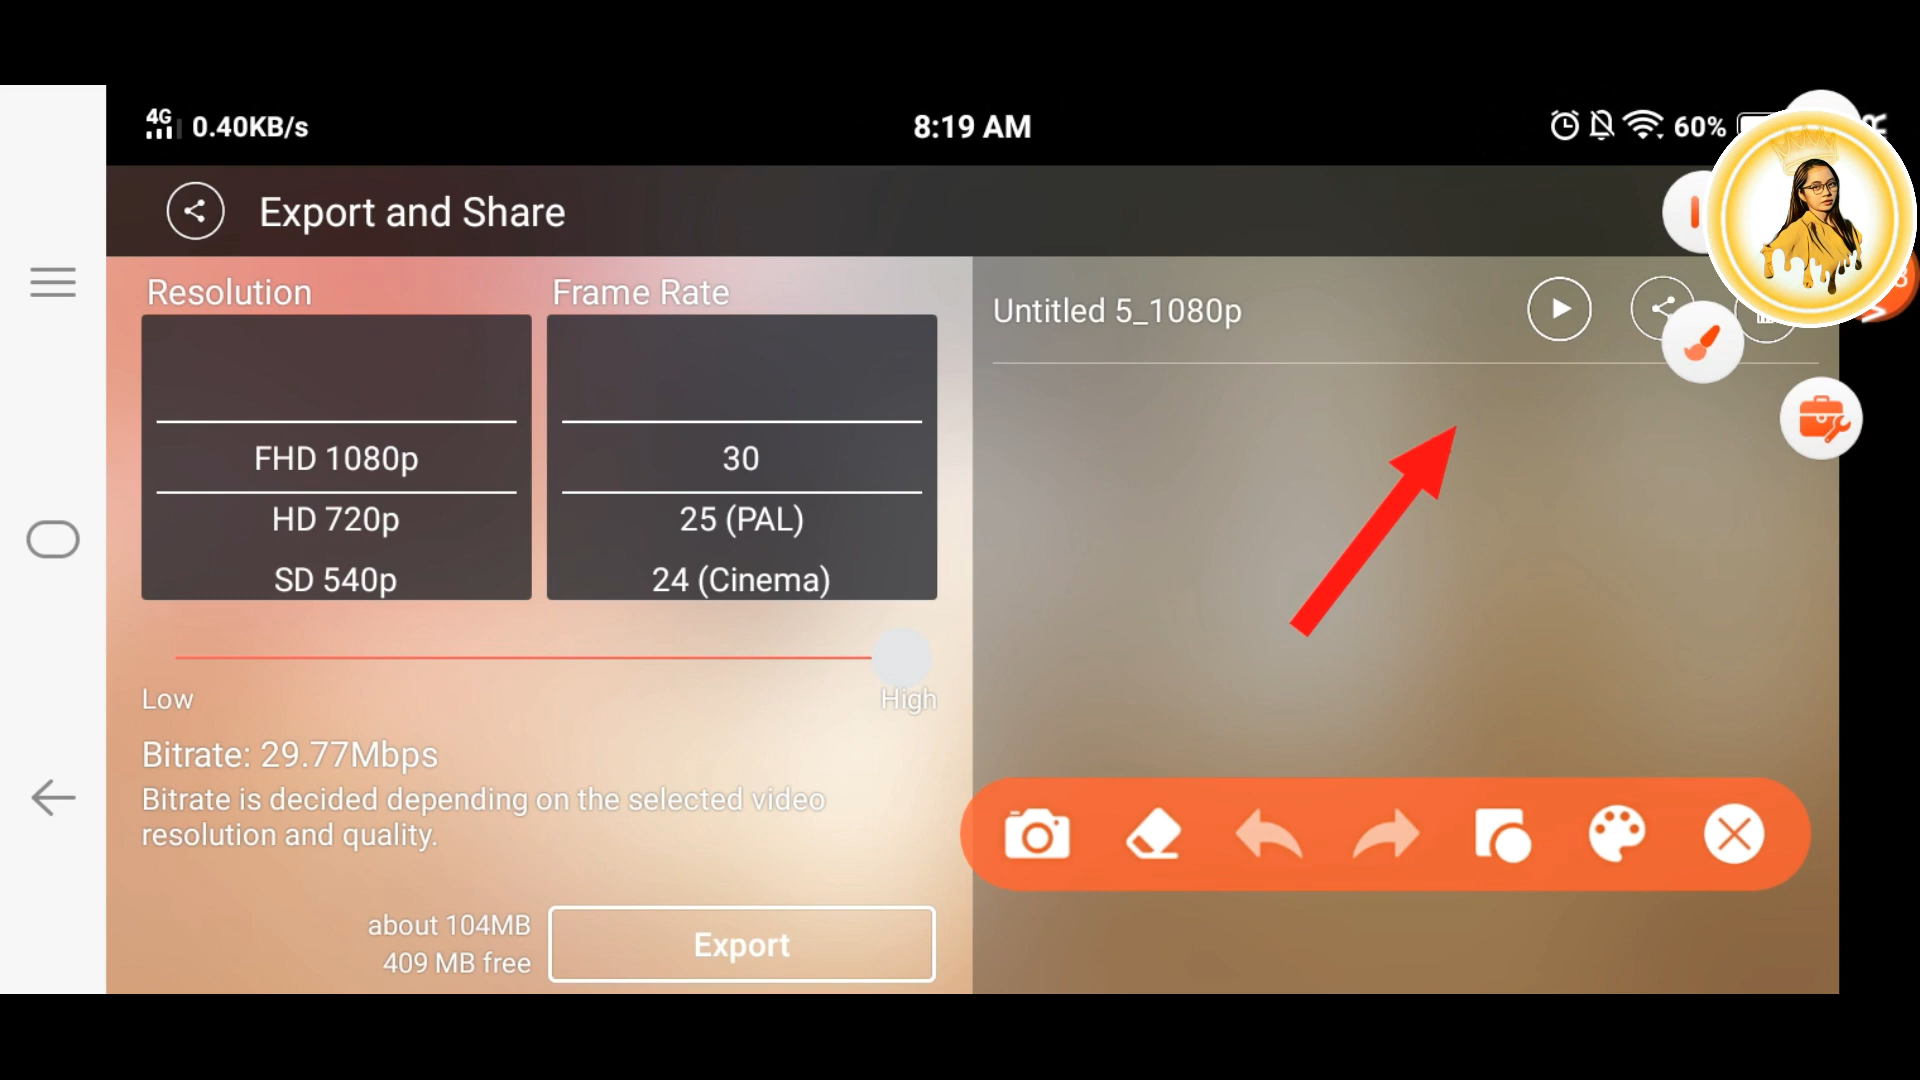 4G 0.40KB/s
8:19 AM
60%
Export and Share
Resolution
Frame Rate
FHD 1080p
HD 720p
SD 540p
30
25 (PAL)
24 (Cinema)
Low
High
Bitrate: 29.77Mbps
Bitrate is decided depending on the selected video
resolution and quality.
about 104MB
409 MB free
Export
Untitled 5_1080p